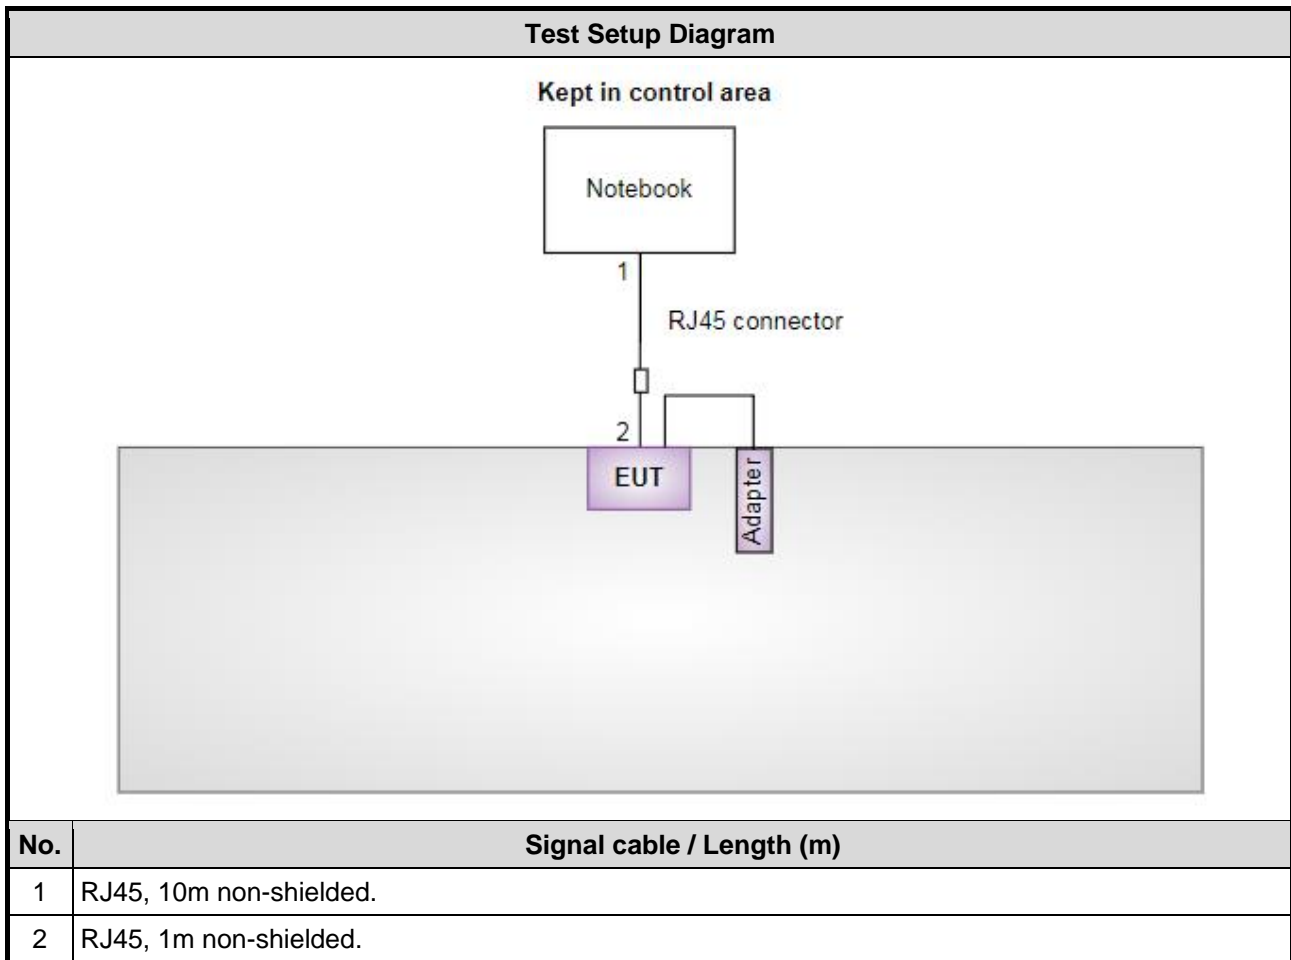 Test Setup Diagram
Kept in control area
Notebook
1
RJ45 connector
2
EUT
Adapter
No. Signal cable / Length (m)
1 RJ45, 10m non-shielded.
2 RJ45, 1m non-shielded.